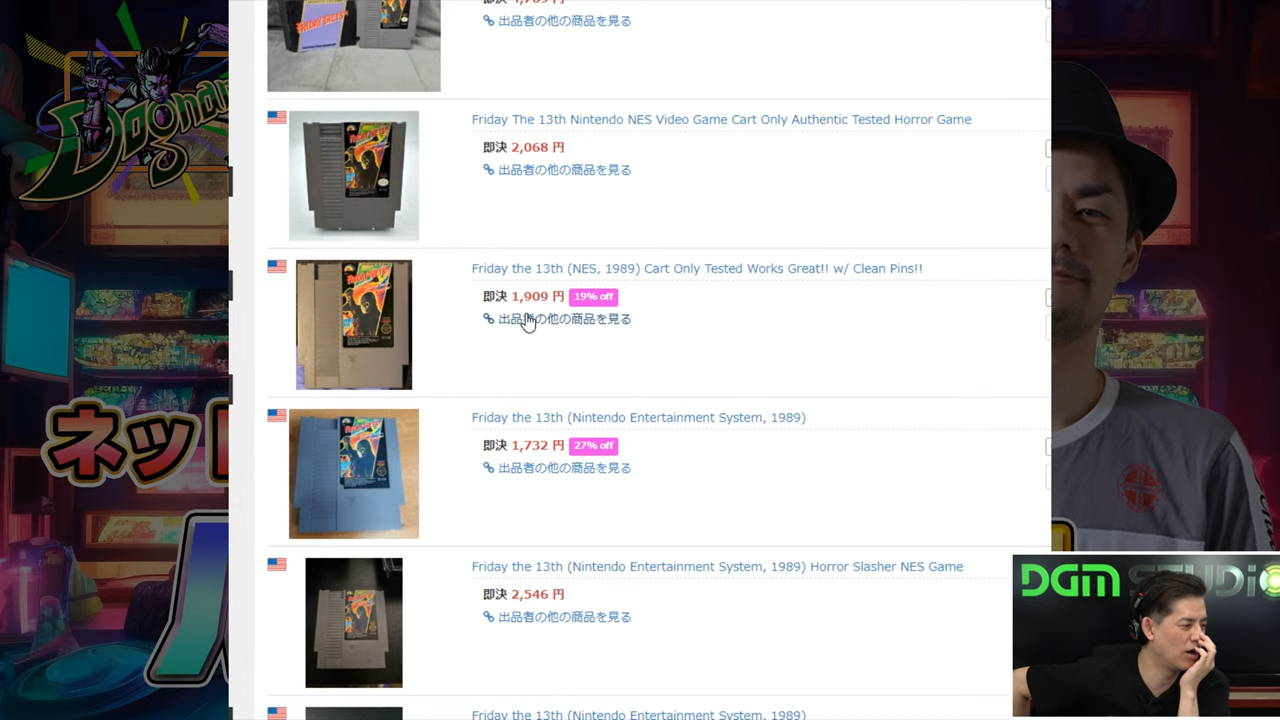 出品者の他の商品を見る
Friday The 13th Nintendo NES Video Game Cart Only Authentic Tested Horror Game
即決 2,068 円
出品者の他の商品を見る
Friday the 13th (NES, 1989) Cart Only Tested Works Great!! w/ Clean Pins!!
即決 1,909 円 19% off
出品者の他の商品を見る
Friday the 13th (Nintendo Entertainment System, 1989)
即決 1,732 円 27% off
出品者の他の商品を見る
Friday the 13th (Nintendo Entertainment System, 1989) Horror Slasher NES Game
即決 2,546 円
出品者の他の商品を見る
Friday the 13th (Nintendo Entertainment System, 1989)
ネット
DGM STUDIO